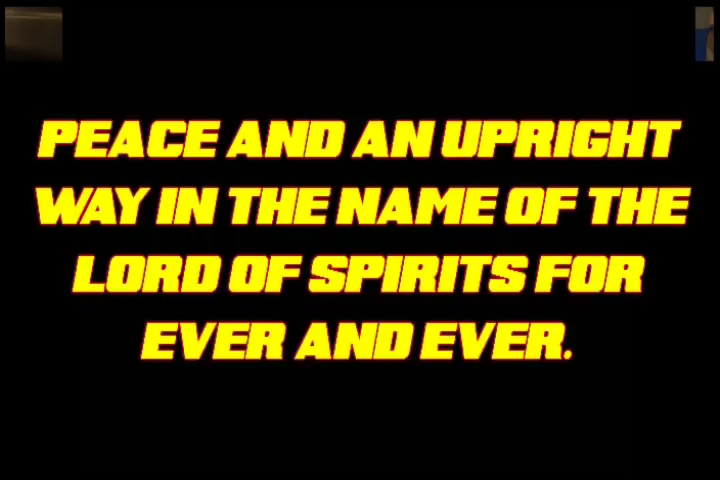 PEACE AND AN UPRIGHT
WAY IN THE NAME OF THE
LORD OF SPIRITS FOR
EVER AND EVER.